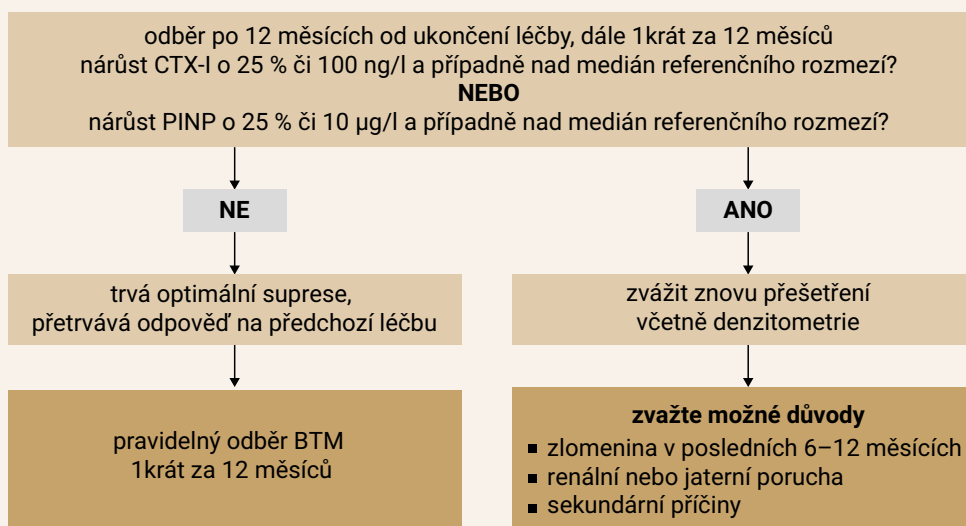 odběr po 12 měsících od ukončení léčby, dále 1krát za 12 měsíců
nárůst CTX-I o 25 % či 100 ng/l a případně nad medián referenčního rozmezí?
NEBO
nárůst PINP o 25 % či 10 µg/l a případně nad medián referenčního rozmezí?
NE
ANO
trvá optimální suprese,
přetrvává odpověď na předchozí léčbu
zvážit znovu přešetření
včetně denzitometrie
pravidelný odběr BTM
1krát za 12 měsíců
zvažte možné důvody
▪ zlomenina v posledních 6–12 měsících
▪ renální nebo jaterní porucha
▪ sekundární příčiny